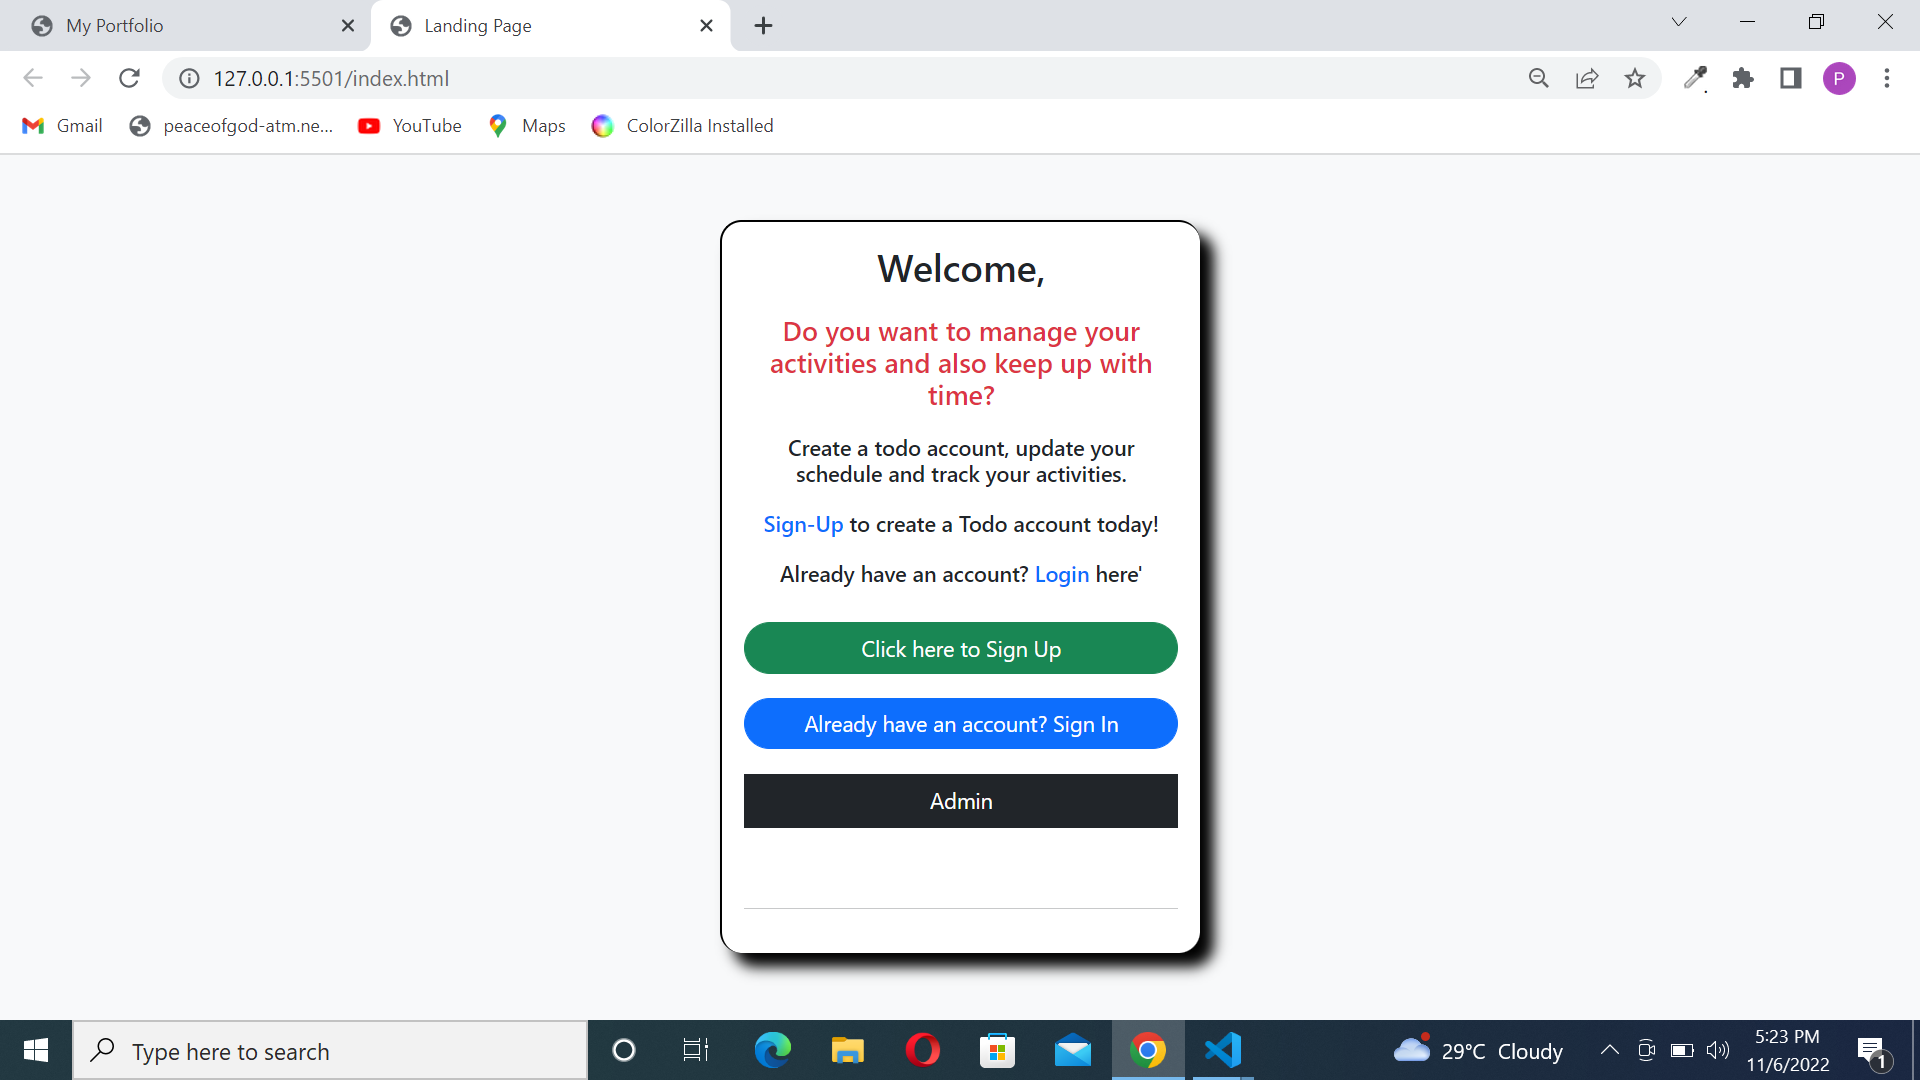 My Portfolio
Landing Page
127.0.0.1:5501/index.html
P
Gmail
peaceofgod-atm.ne...
YouTube
Maps
ColorZilla Installed
Welcome,
Do you want to manage your
activities and also keep up with
time?
Create a todo account, update your
schedule and track your activities.
Sign-Up to create a Todo account today!
Already have an account? Login here'
Click here to Sign Up
Already have an account? Sign In
Admin
Type here to search
29°C Cloudy
5:23 PM
11/6/2022
1